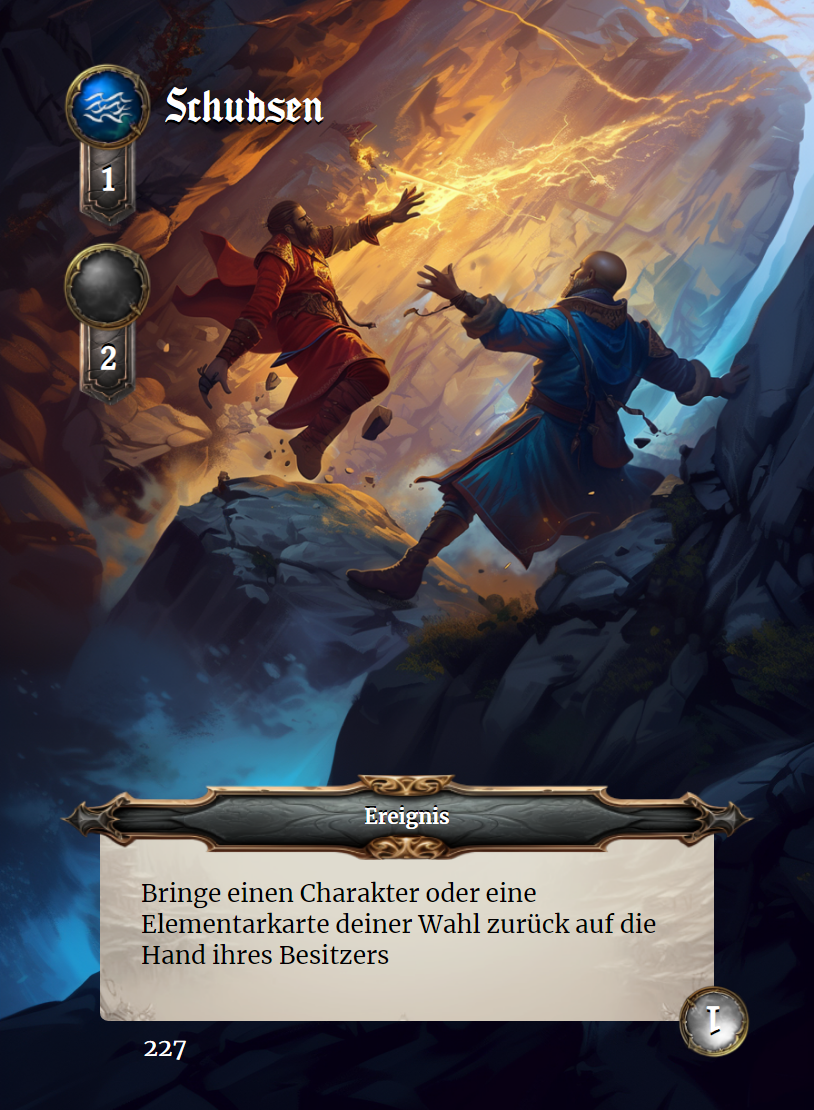 Schubsen
1
2
Ereignis
Bringe einen Charakter oder eine
Elementarkarte deiner Wahl zurück auf die
Hand ihres Besitzers
1
227